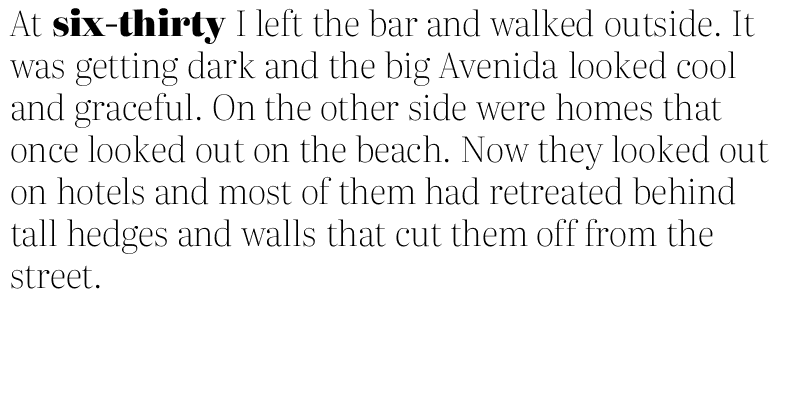 At six-thirty I left the bar and walked outside. It
was getting dark and the big Avenida looked cool
and graceful. On the other side were homes that
once looked out on the beach. Now they looked out
on hotels and most of them had retreated behind
tall hedges and walls that cut them off from the
street.